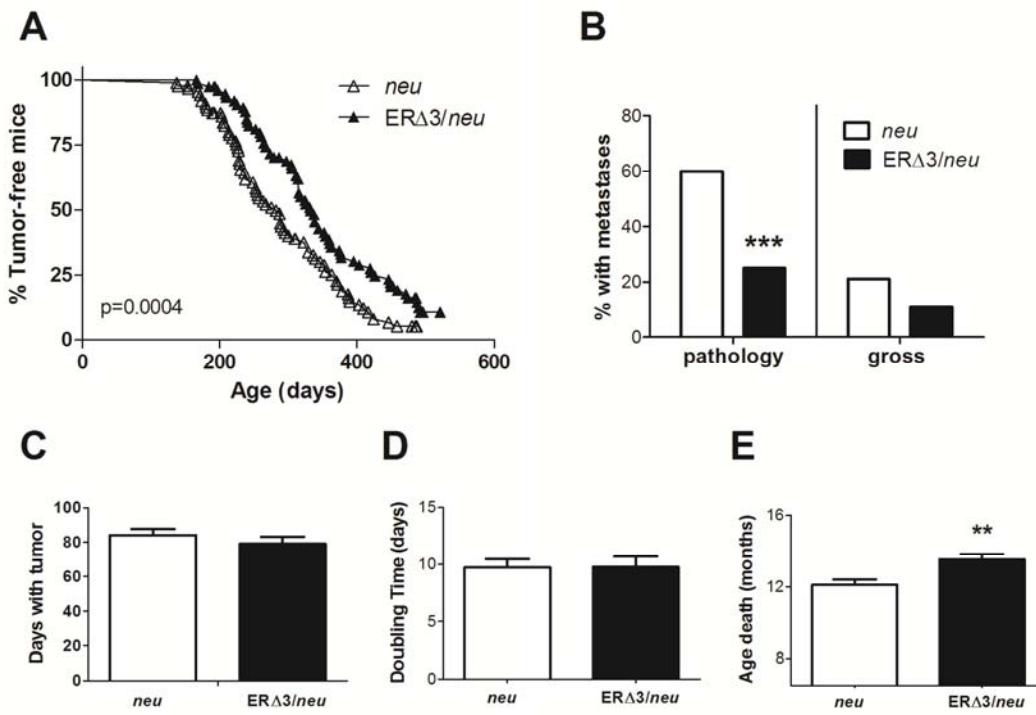 A
% Tumor-free mice
100
75
50
25
0
p=0.0004
neu
ERΔ3/neu
0 200 400 600
Age (days)
B
% with metastases
80
60
40
20
0
neu
ERΔ3/neu
***
pathology gross
C
Days with tumor
100
80
60
40
20
0
neu ERΔ3/neu
D
Doubling Time (days)
15
10
5
0
neu ERΔ3/neu
E
Age death (months)
16
12
8
**
neu ERΔ3/neu